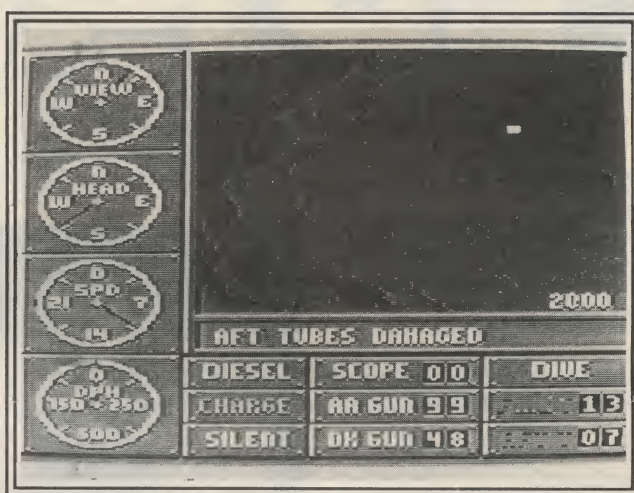 N
VIEW
W E
S
N
HEAD
W E
S
0
SPD
21 7
14
0
DPH
150 250
500
2000
AFT TUBES DAMAGED
DIESEL SCOPE 00 DIVE
CHARGE AA GUN 99 13
SILENT DK GUN 48 07